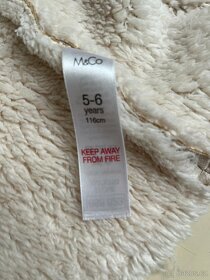 M&Co
5-6
years
116cm
KEEP AWAY
FROM FIRE